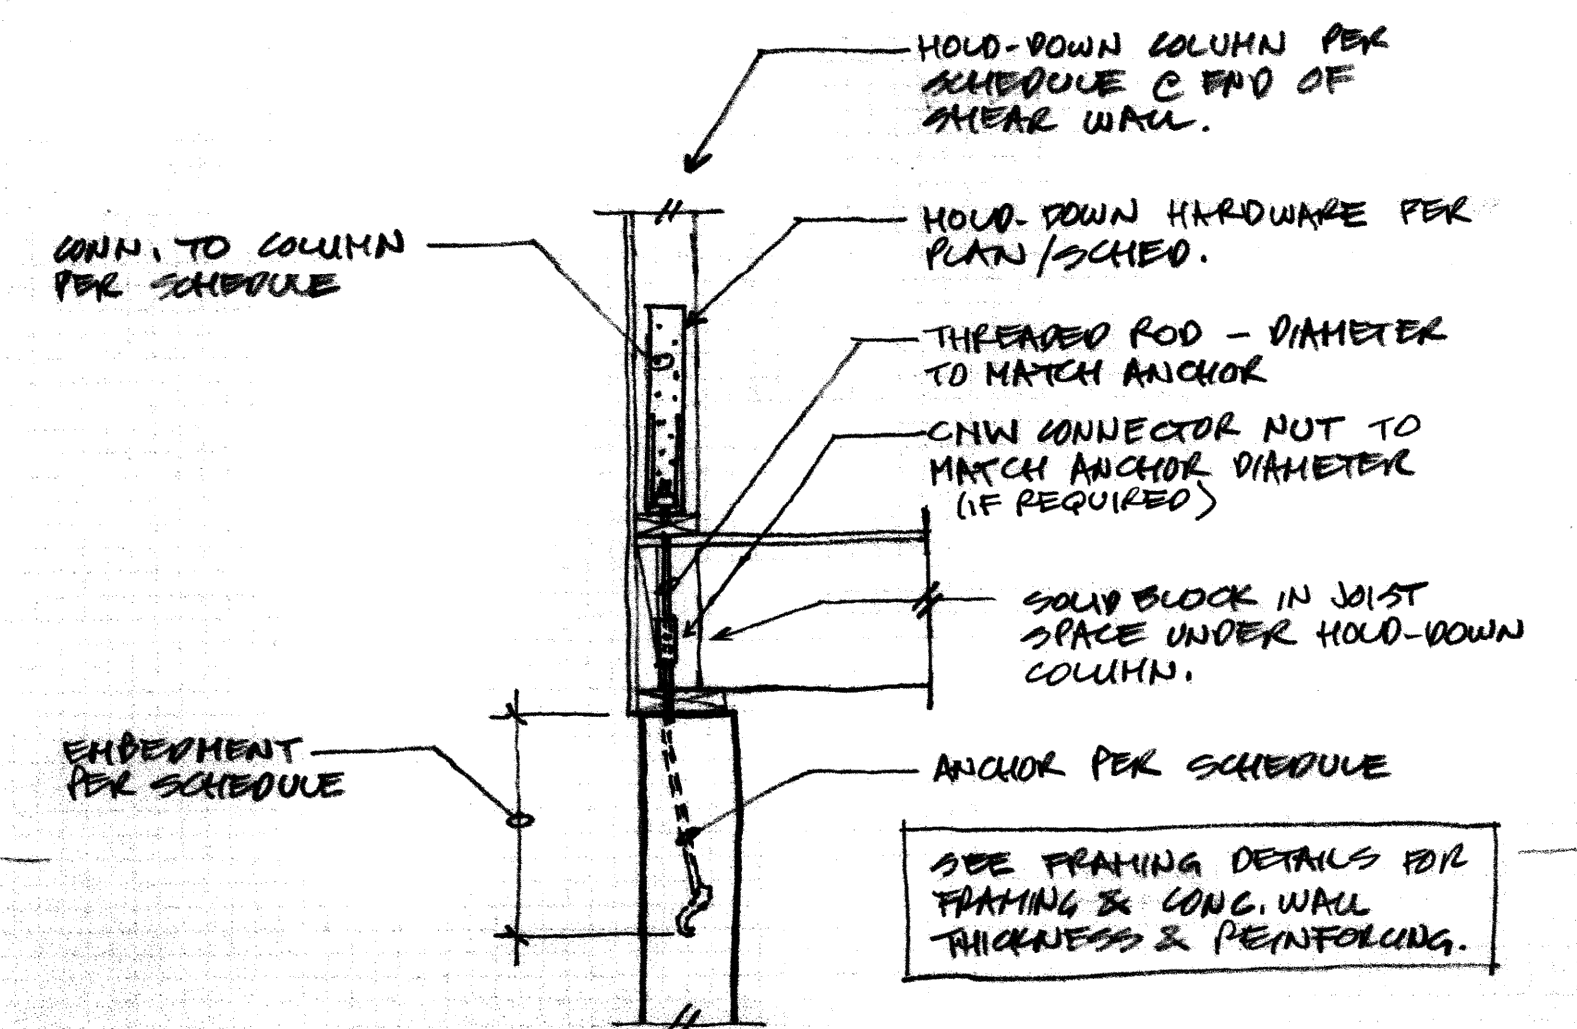 HOLD-DOWN COLUMN PER
SCHEDULE @ END OF
SHEAR WALL.
CONN. TO COLUMN
PER SCHEDULE
HOLD-DOWN HARDWARE PER
PLAN/SCHED.
THREADED ROD - DIAMETER
TO MATCH ANCHOR
CNW CONNECTOR NUT TO
MATCH ANCHOR DIAMETER
(IF REQUIRED)
SOLID BLOCK IN JOIST
SPACE UNDER HOLD-DOWN
COLUMN.
EMBEDMENT
PER SCHEDULE
ANCHOR PER SCHEDULE
SEE FRAMING DETAILS FOR
FRAMING & CONC. WALL
THICKNESS & REINFORCING.